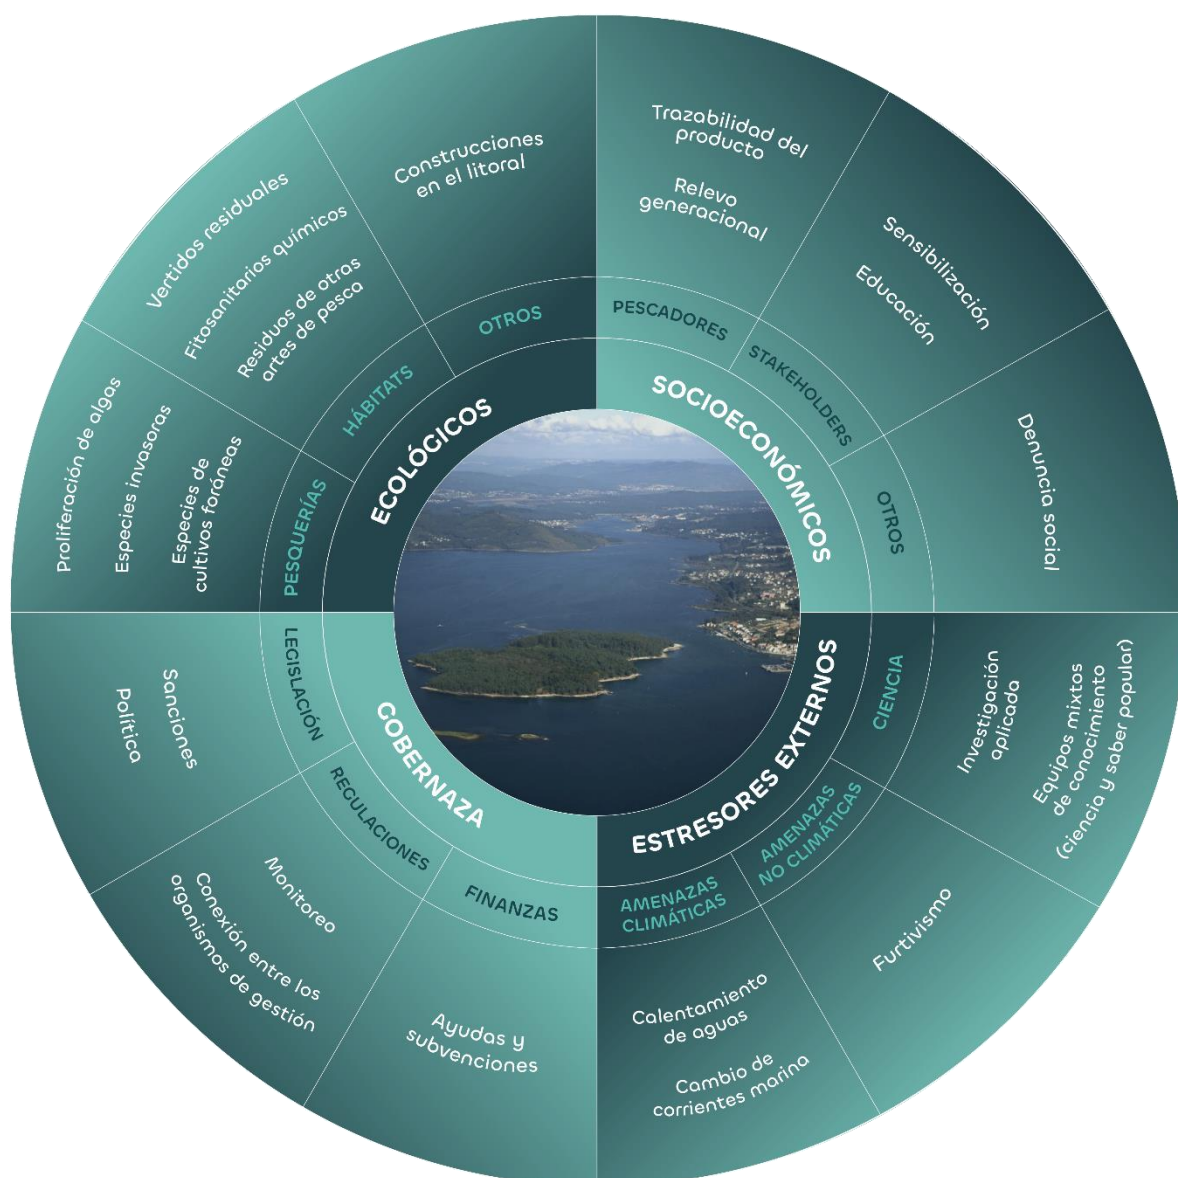 ECOLÓGICOS
OTROS
Construcciones
en el litoral
HÁBITATS
Vertidos residuales
Fitosanitarios químicos
Residuos de otras
artes de pesca
PESQUERÍAS
Proliferación de algas
Especies invasoras
Especies de
cultivos foráneas
SOCIOECONÓMICOS
PESCADORES
Trazabilidad del
producto
Relevo
generacional
STAKEHOLDERS
Sensibilización
Educación
OTROS
Denuncia social
ESTRESORES EXTERNOS
CIENCIA
Investigación
aplicada
Equipos mixtos
de conocimiento
(ciencia y saber popular)
AMENAZAS
NO CLIMÁTICAS
Furtivismo
AMENAZAS
CLIMÁTICAS
Calentamiento
de aguas
Cambio de
corrientes marina
GOBERNAZA
LEGISLACIÓN
Sanciones
Política
REGULACIONES
Monitoreo
Conexión entre los
organismos de gestión
FINANZAS
Ayudas y
subvenciones